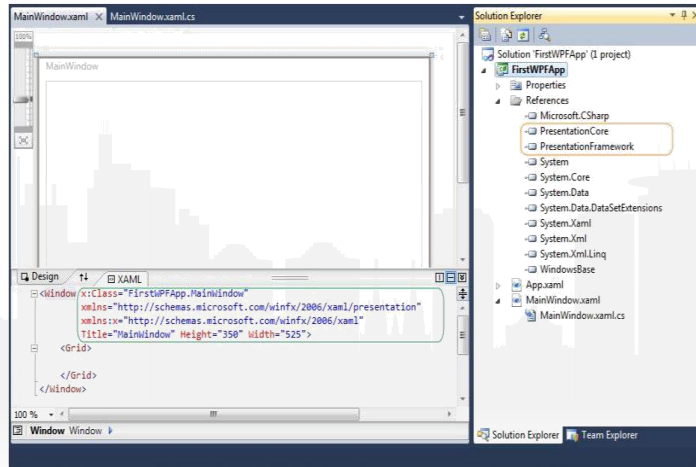 MainWindow.xaml X MainWindow.xaml.cs
100%
MainWindow
Design XAML
<Window x:Class="FirstWPFApp.MainWindow"
xmlns="http://schemas.microsoft.com/winfx/2006/xaml/presentation"
xmlns:x="http://schemas.microsoft.com/winfx/2006/xaml"
Title="MainWindow" Height="350" Width="525">
<Grid>
</Grid>
</Window>
100 %
Window Window
Solution Explorer
Solution 'FirstWPFApp' (1 project)
FirstWPFApp
Properties
References
Microsoft.CSharp
PresentationCore
PresentationFramework
System
System.Core
System.Data
System.Data.DataSetExtensions
System.Xaml
System.Xml
System.Xml.Linq
WindowsBase
App.xaml
MainWindow.xaml
MainWindow.xaml.cs
Solution Explorer Team Explorer